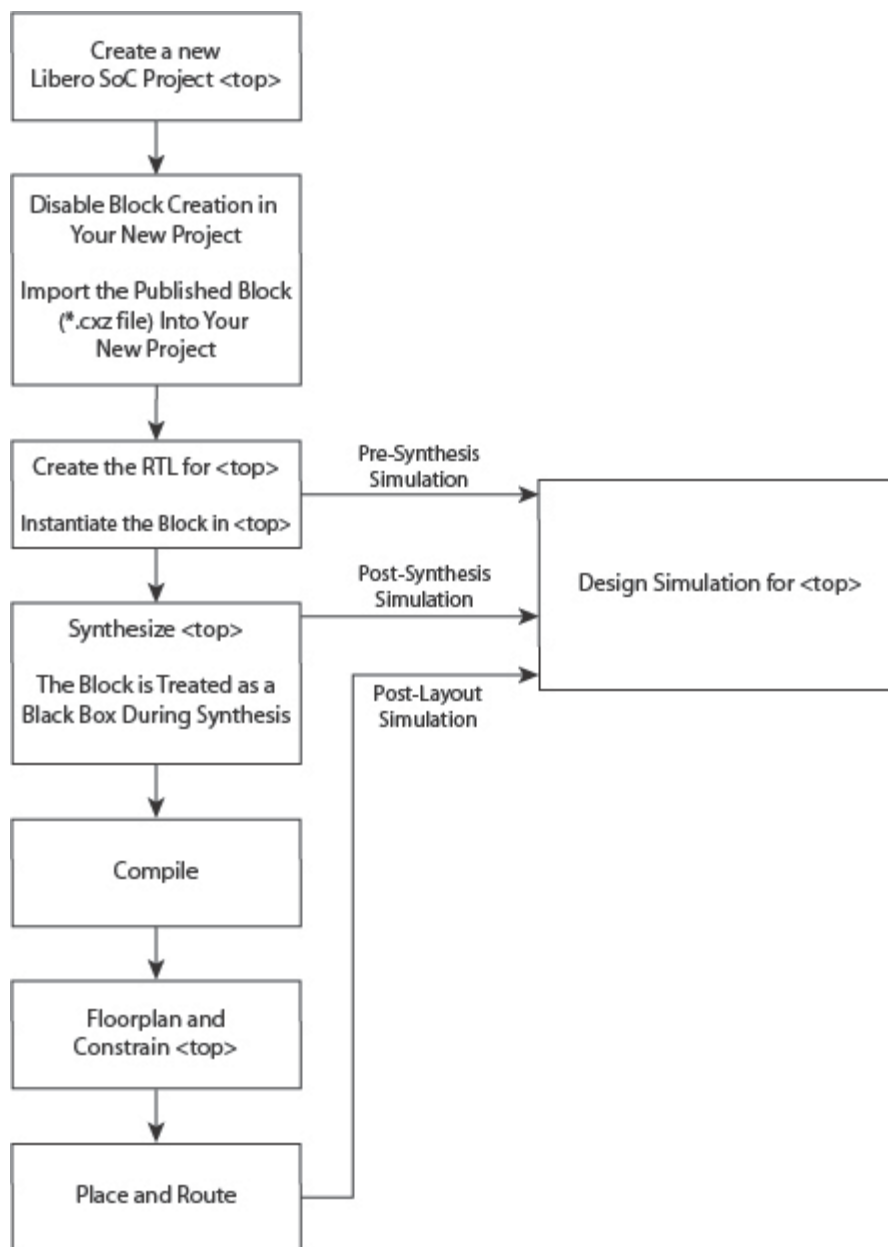 Create a new
Libero SoC Project <top>
Disable Block Creation in
Your New Project
Import the Published Block
(*.cxz file) Into Your
New Project
Create the RTL for <top>
Instantiate the Block in <top>
Pre-Synthesis
Simulation
Design Simulation for <top>
Synthesize <top>
The Block is Treated as a
Black Box During Synthesis
Post-Synthesis
Simulation
Post-Layout
Simulation
Compile
Floorplan and
Constrain <top>
Place and Route